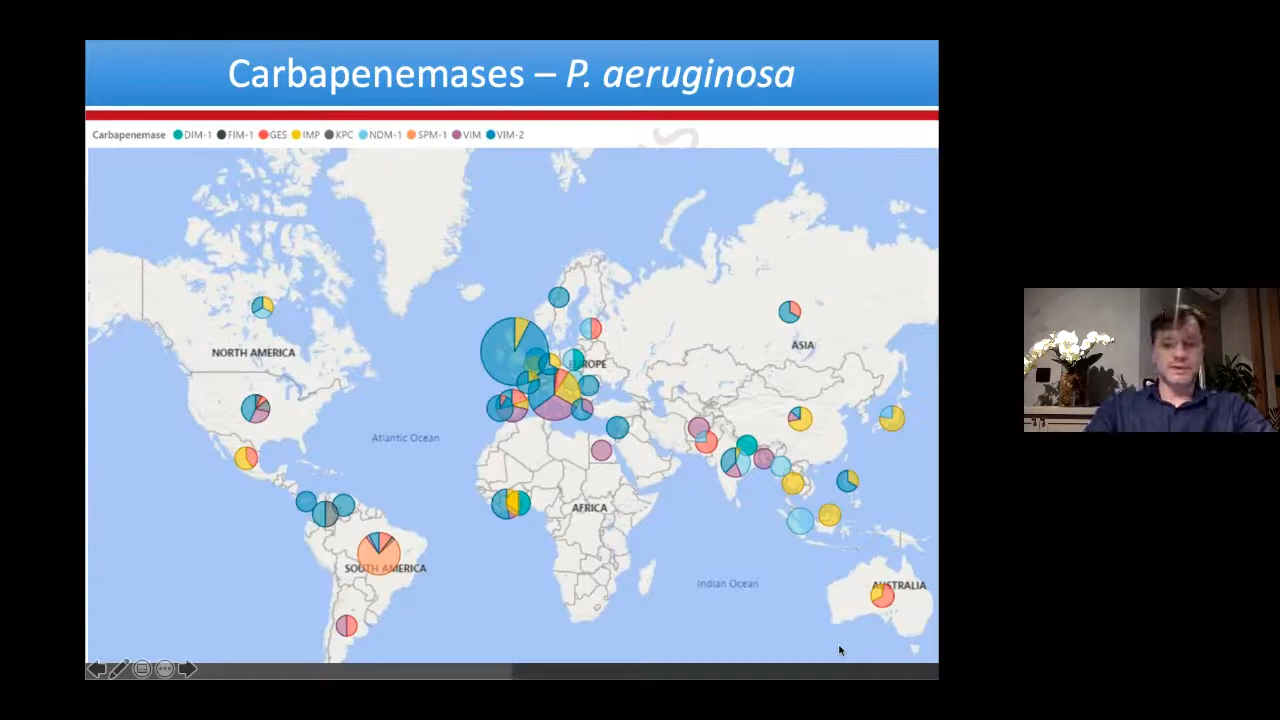 Carbapenemases – P. aeruginosa
Carbapenemase DIM-1 FIM-1 GES IMP KPC NDM-1 SPM-1 VIM VIM-2
NORTH AMERICA
EUROPE
ASIA
Atlantic Ocean
AFRICA
SOUTH AMERICA
Indian Ocean
AUSTRALIA